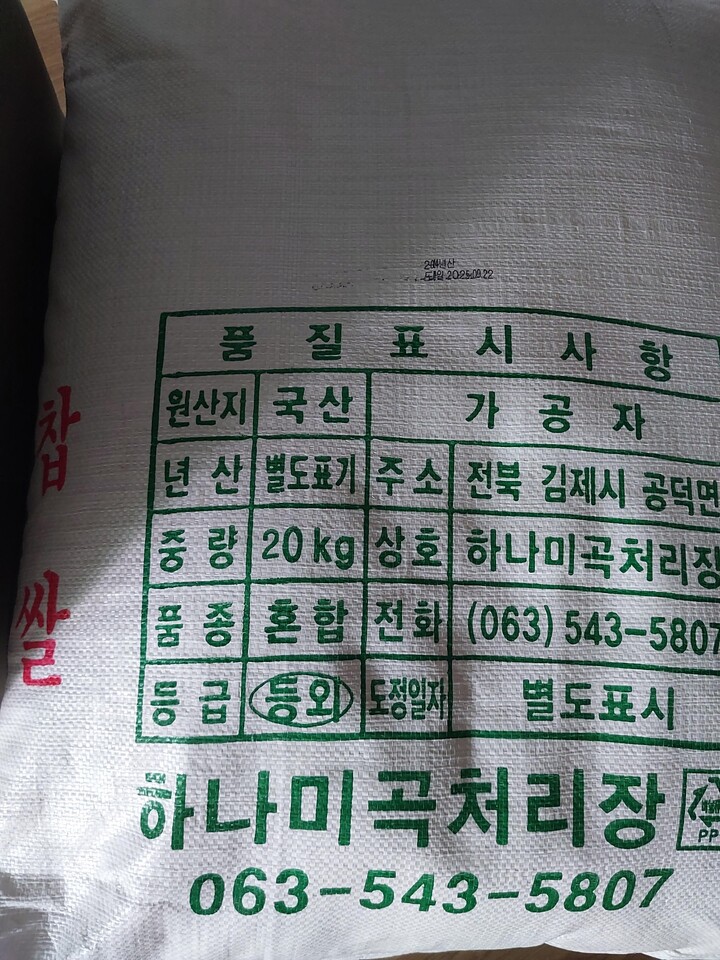 2024년산
도정일 2025.09.22
품 질 표 시 사 항
원산지 국 산 가 공 자
년 산 별도표기 주 소 전북 김제시 공덕면
중 량 20 kg 상 호 하나미곡처리장
품 종 혼 합 전 화 (063) 543-5807
등 급 등외 도정일자 별도표시
하나미곡처리장
PP
063-543-5807
찹
쌀